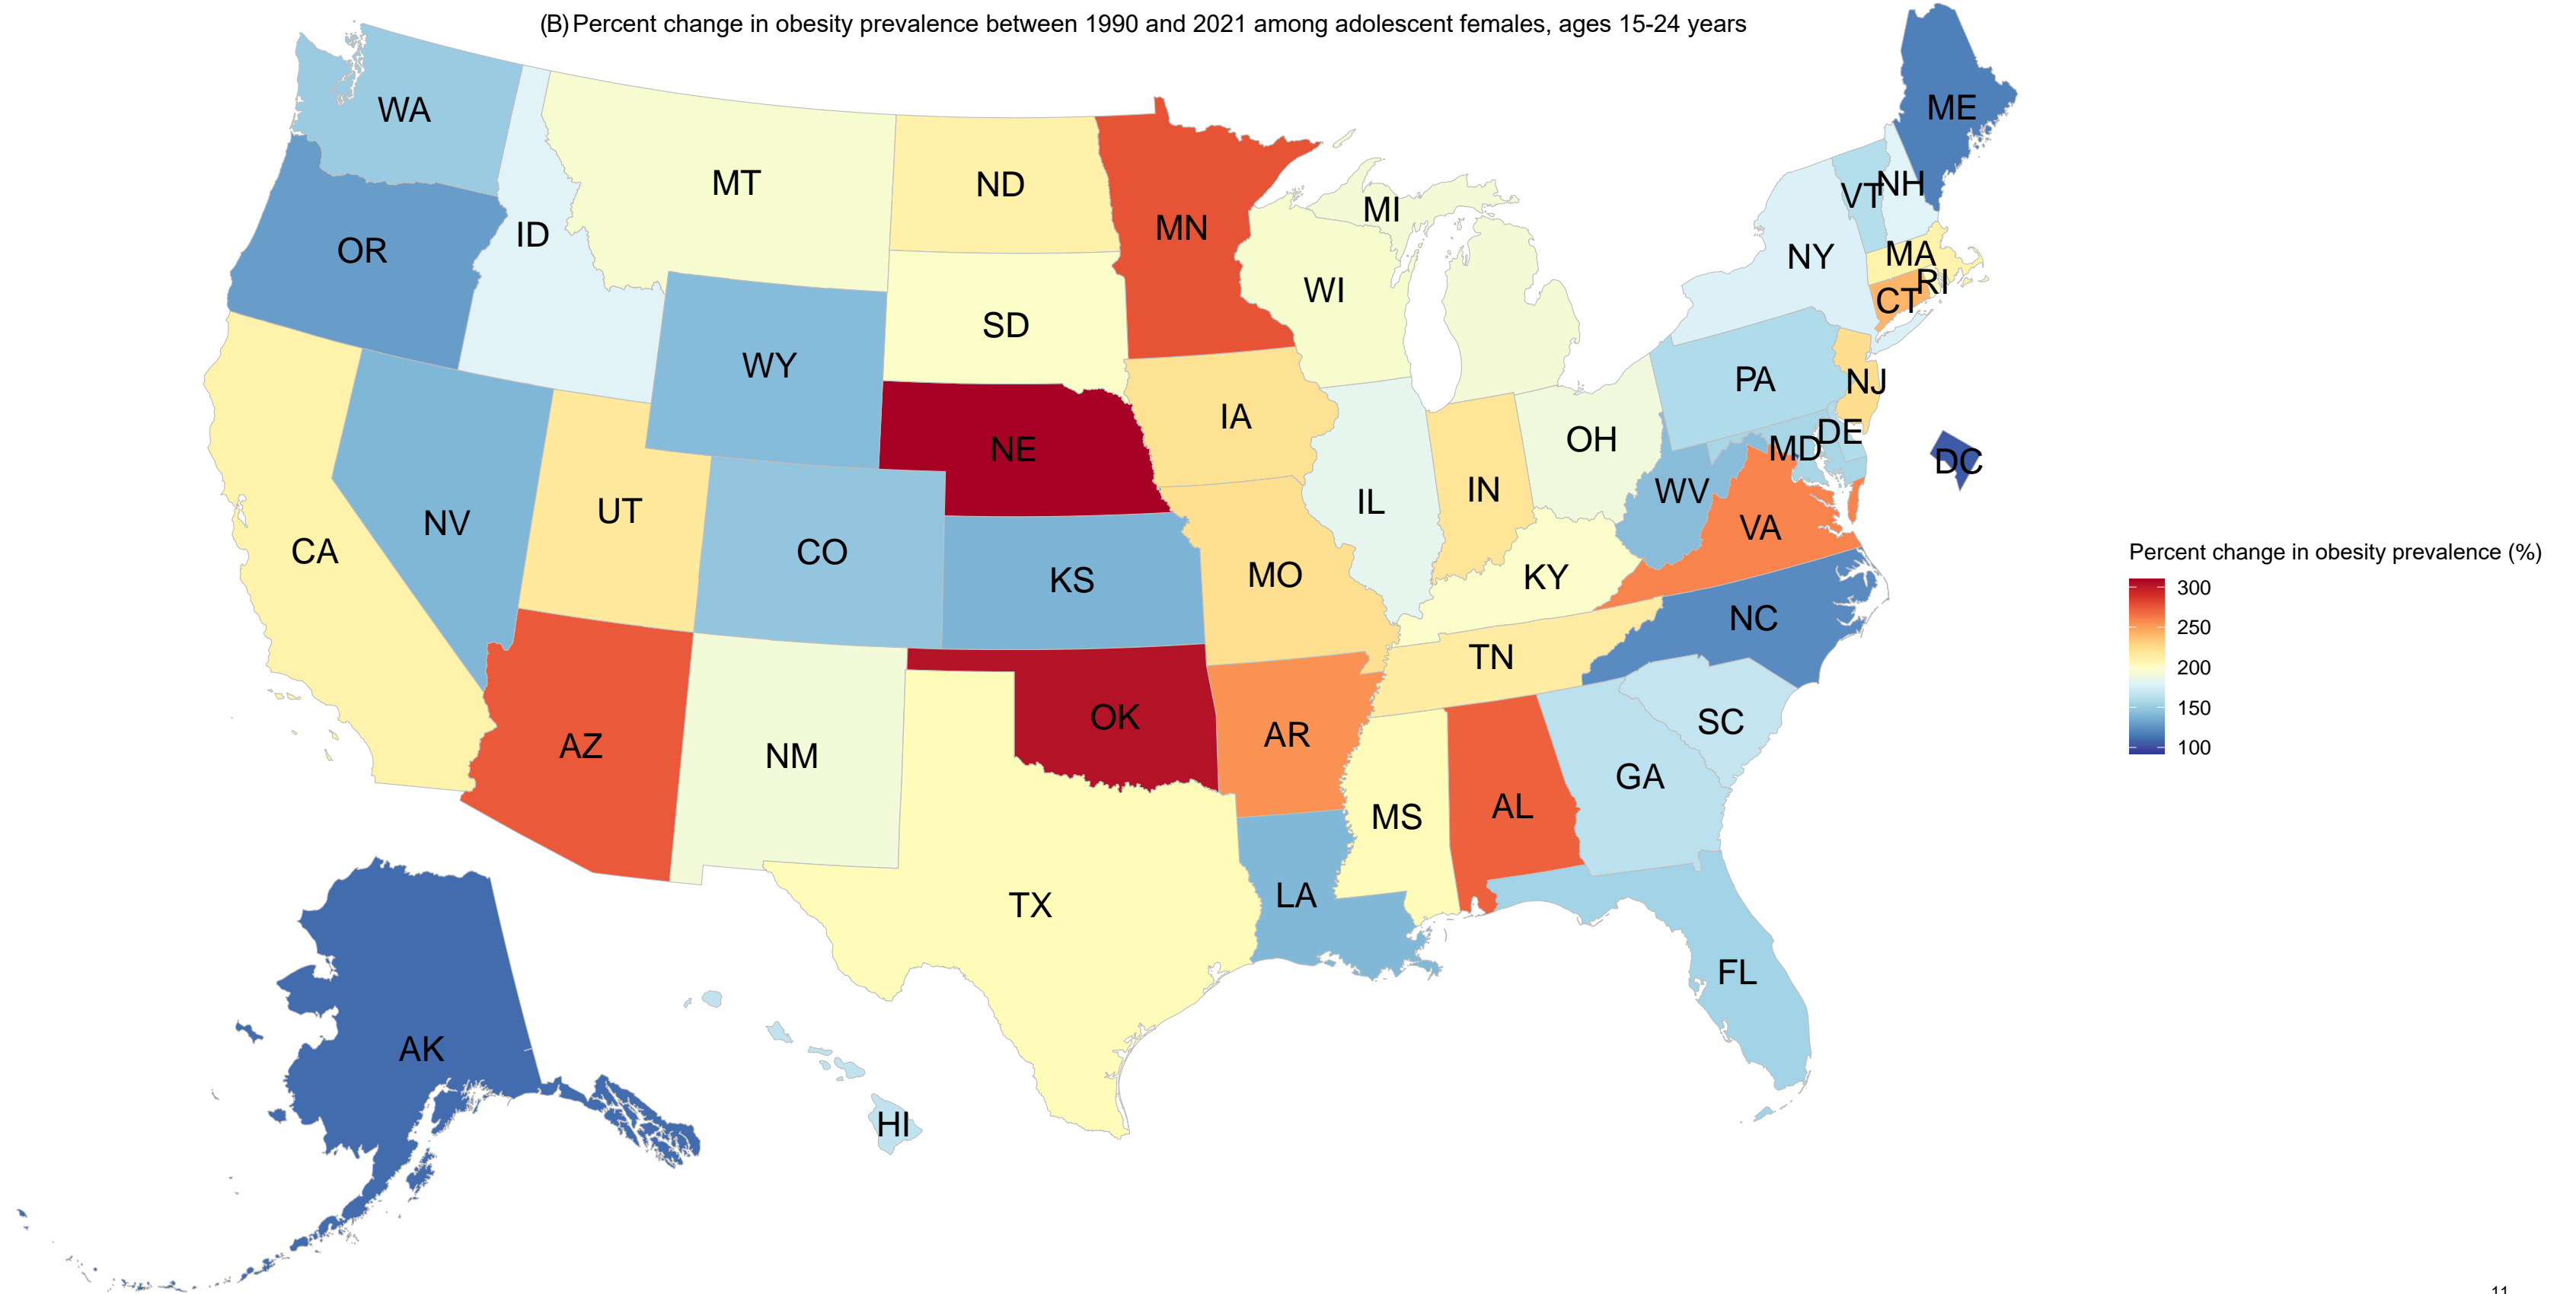 (B) Percent change in obesity prevalence between 1990 and 2021 among adolescent females, ages 15-24 years
WA
ME
MT
ND
MN
VT
NH
MI
OR
ID
NY
MA
RI
WI
CT
SD
WY
PA
NJ
IA
NE
OH
DE
MD
DC
NV
UT
IL
IN
WV
CA
CO
KS
MO
KY
VA
NC
TN
AZ
NM
OK
AR
SC
GA
MS
AL
TX
LA
FL
AK
HI
Percent change in obesity prevalence (%)
300
250
200
150
100
11